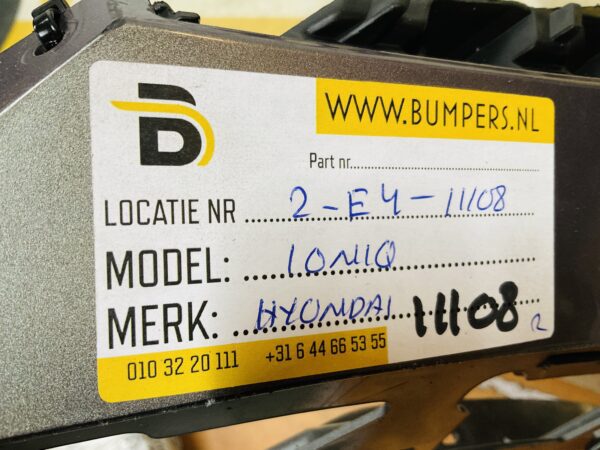 B
WWW.BUMPERS.NL
Part nr.
LOCATIE NR 2-E4-11108
MODEL: IONIQ
MERK: HYUNDAI 11108
010 32 20 111 +31 6 44 66 53 55